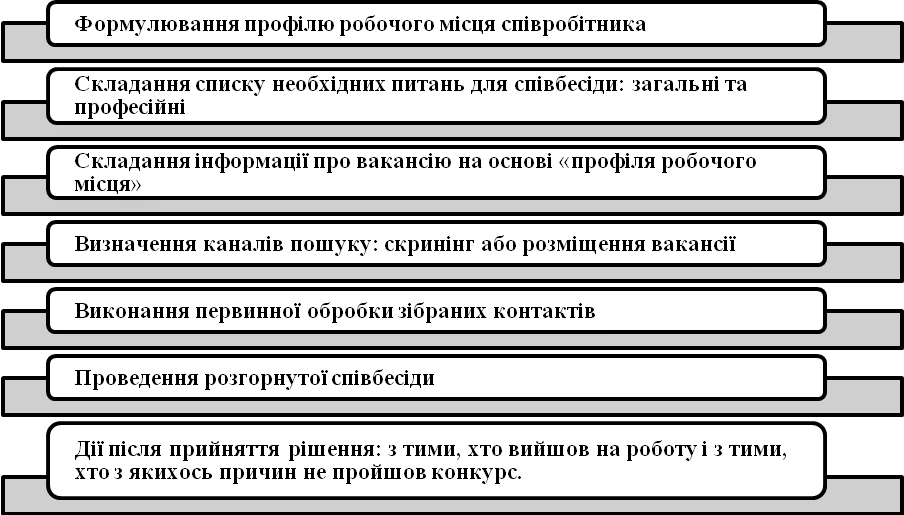 Формулювання профілю робочого місця співробітника
Складання списку необхідних питань для співбесіди: загальні та
професійні
Складання інформації про вакансію на основі «профіля робочого
місця»
Визначення каналів пошуку: скринінг або розміщення вакансії
Виконання первинної обробки зібраних контактів
Проведення розгорнутої співбесіди
Дії після прийняття рішення: з тими, хто вийшов на роботу і з тими,
хто з якихось причин не пройшов конкурс.